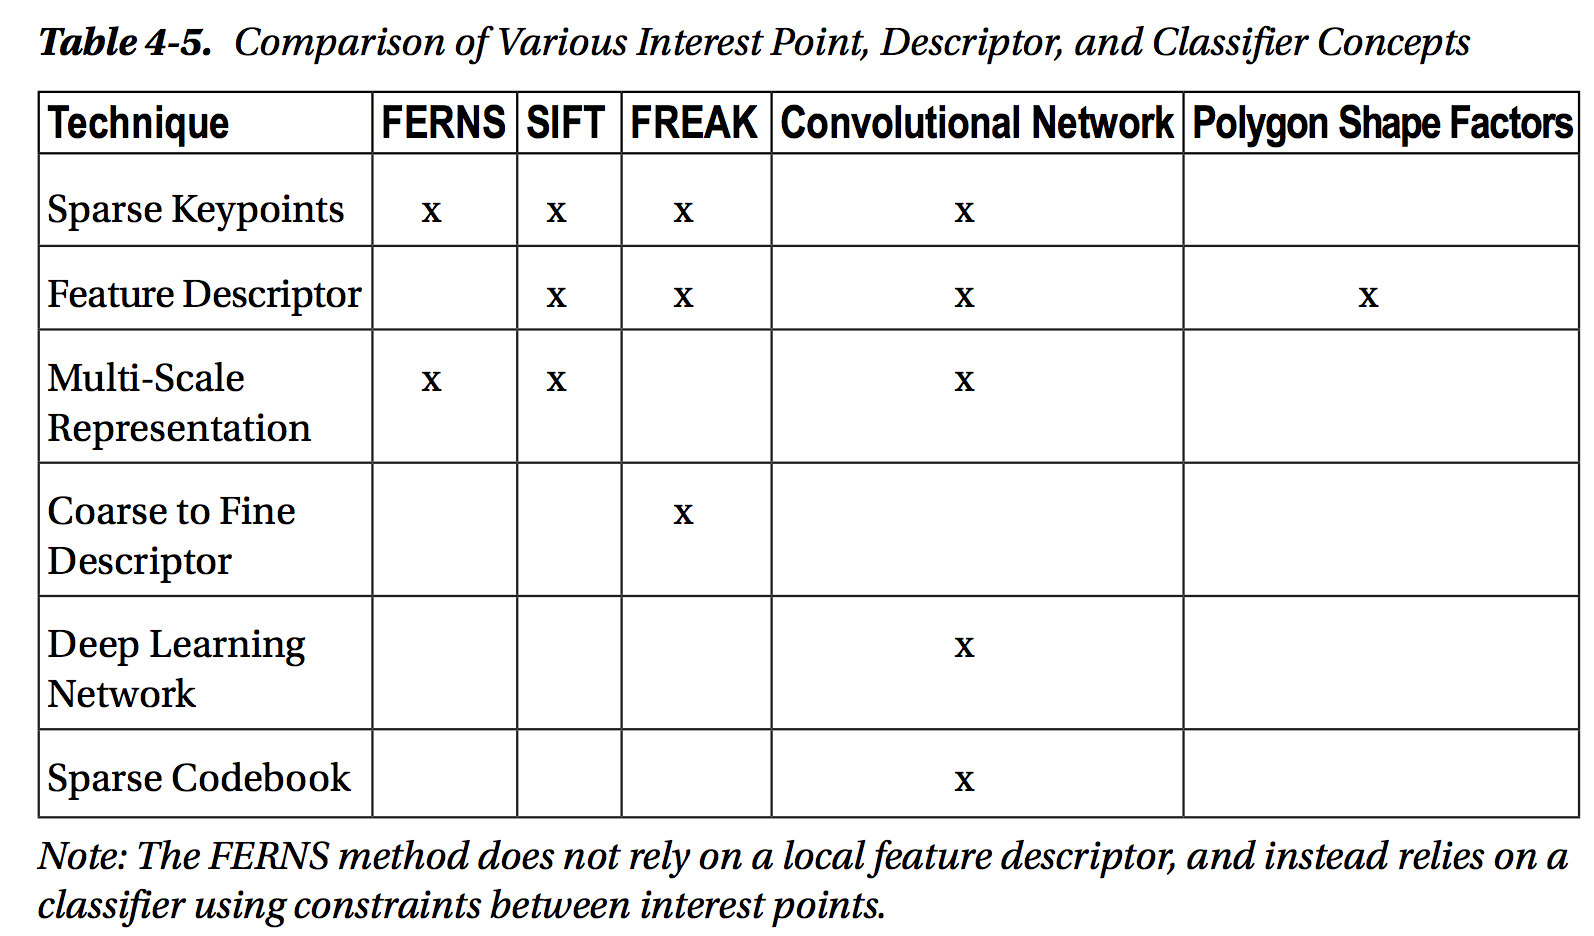 Table 4-5. Comparison of Various Interest Point, Descriptor, and Classifier Concepts
Technique FERNS SIFT FREAK Convolutional Network Polygon Shape Factors
Sparse Keypoints x x x x
Feature Descriptor x x x x
Multi-Scale x x x
Representation
Coarse to Fine x
Descriptor
Deep Learning x
Network
Sparse Codebook x
Note: The FERNS method does not rely on a local feature descriptor, and instead relies on a
classifier using constraints between interest points.